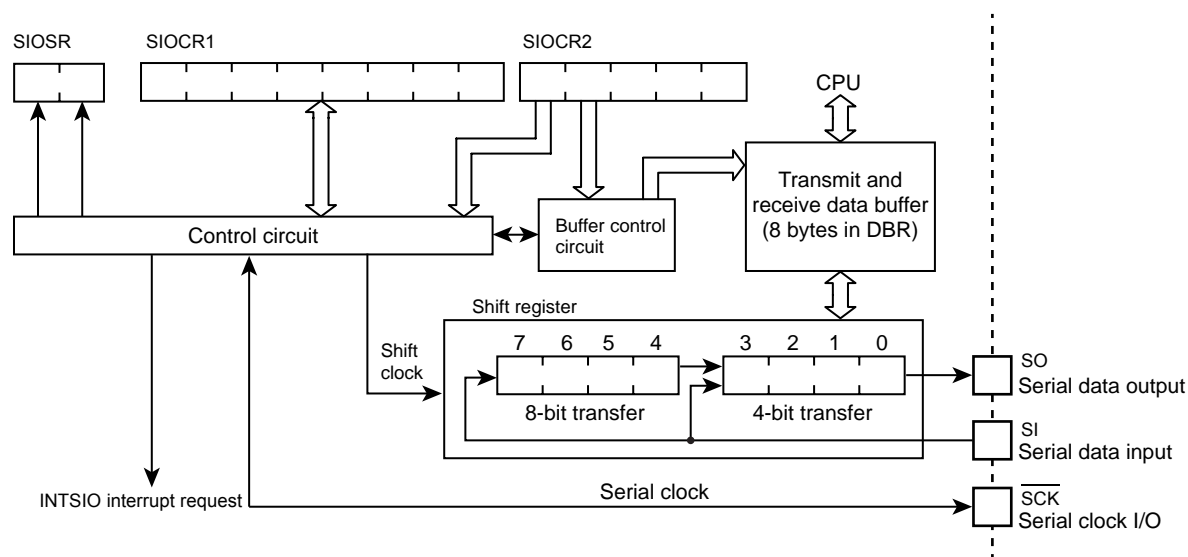 SIOSR
SIOCR1
SIOCR2
CPU
Transmit and
receive data buffer
(8 bytes in DBR)
Control circuit
Buffer control
circuit
Shift register
7 6 5 4 3 2 1 0
Shift
clock
8-bit transfer
4-bit transfer
SO
Serial data output
SI
Serial data input
INTSIO interrupt request
Serial clock
SCK
Serial clock I/O